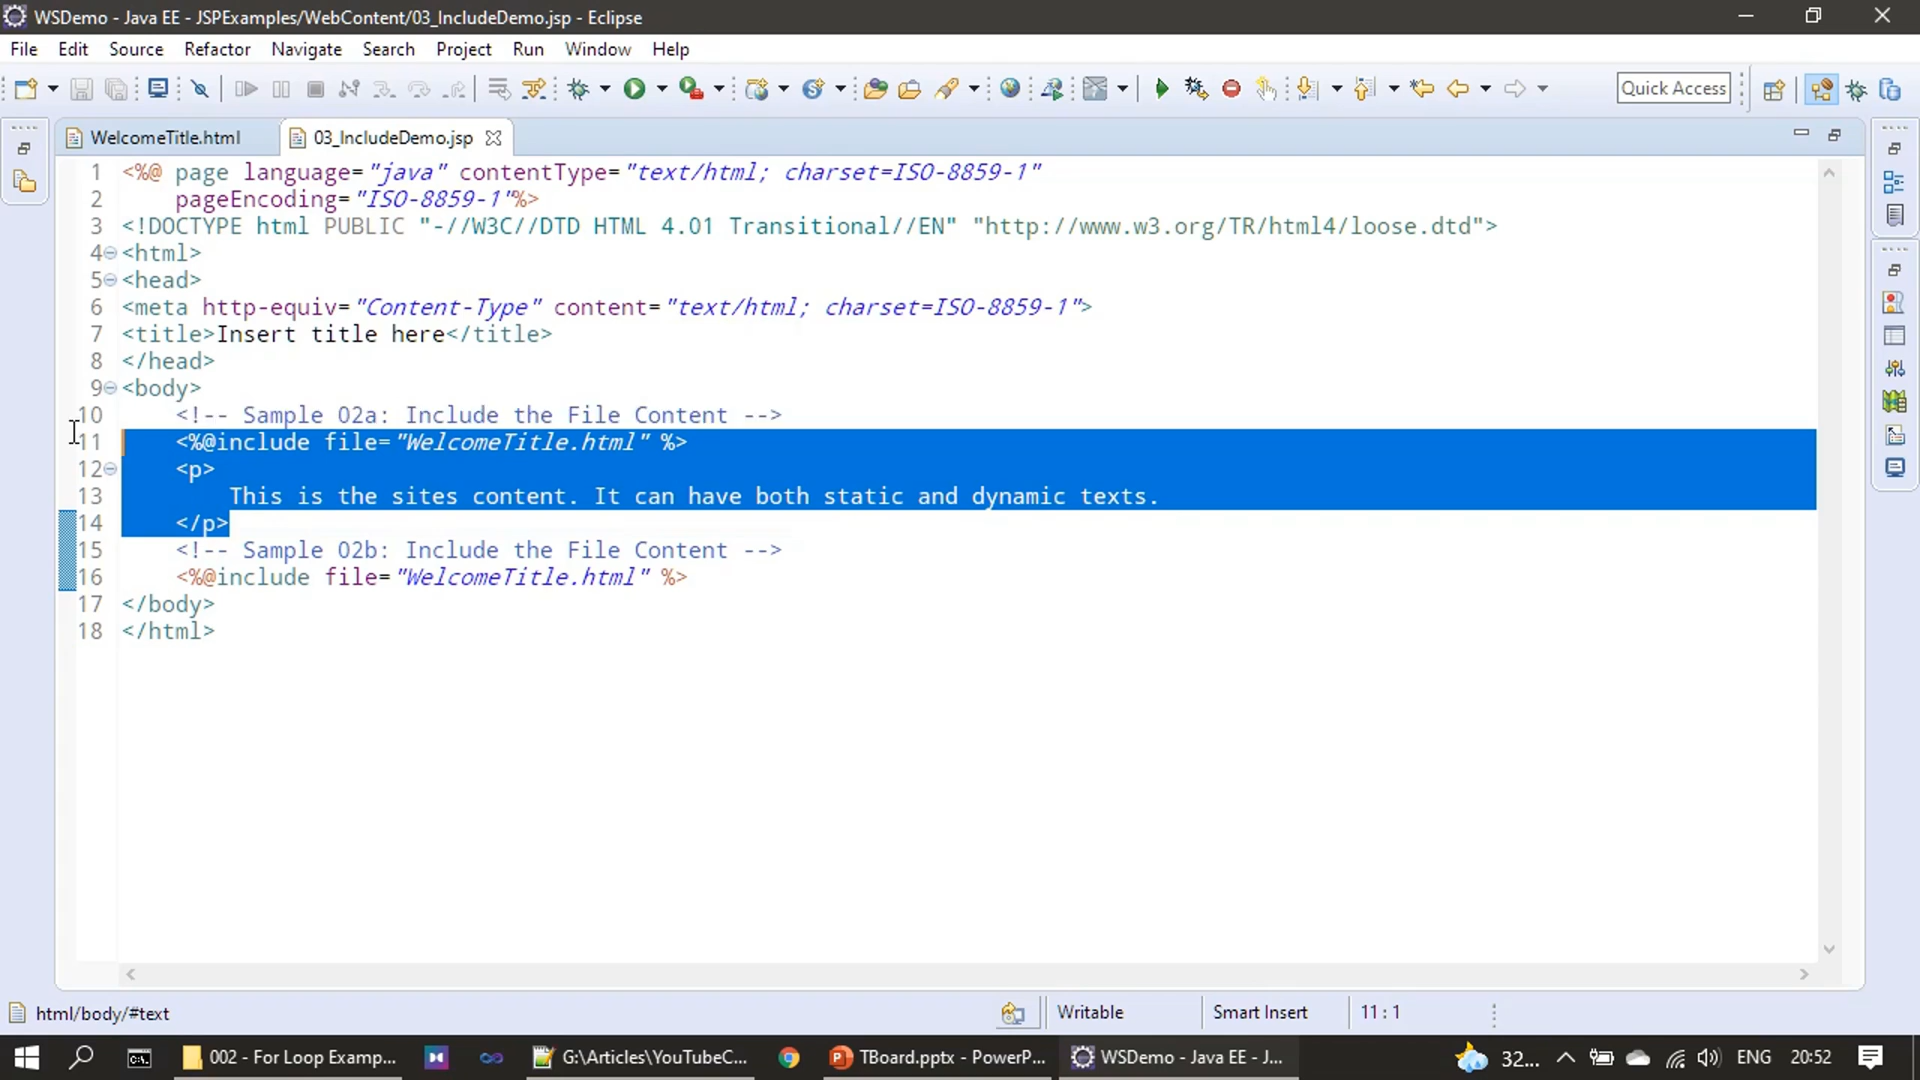 WSDemo - Java EE - JSPExamples/WebContent/03_IncludeDemo.jsp - Eclipse
File Edit Source Refactor Navigate Search Project Run Window Help
Quick Access
WelcomeTitle.html 03_IncludeDemo.jsp
1 <%@ page language="java" contentType="text/html; charset=ISO-8859-1"
2 pageEncoding="ISO-8859-1"%>
3 <!DOCTYPE html PUBLIC "-//W3C//DTD HTML 4.01 Transitional//EN" "http://www.w3.org/TR/html4/loose.dtd">
4 <html>
5 <head>
6 <meta http-equiv="Content-Type" content="text/html; charset=ISO-8859-1">
7 <title>Insert title here</title>
8 </head>
9 <body>
10 <!-- Sample 02a: Include the File Content -->
11 <%@include file="WelcomeTitle.html" %>
12 <p>
13 This is the sites content. It can have both static and dynamic texts.
14 </p>
15 <!-- Sample 02b: Include the File Content -->
16 <%@include file="WelcomeTitle.html" %>
17 </body>
18 </html>
html/body/#text Writable Smart Insert 11 : 1
002 - For Loop Examp... G:\Articles\YouTubeC... TBoard.pptx - PowerP... WSDemo - Java EE - J... 32... ENG 20:52